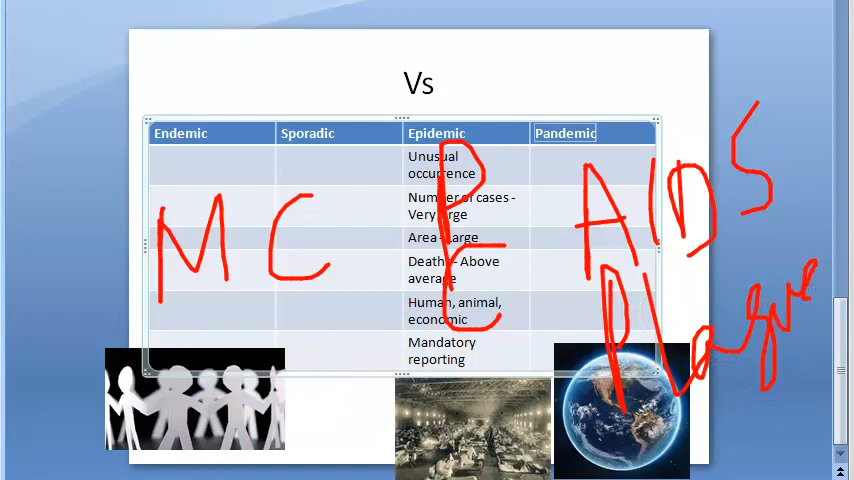 Vs
Endemic Sporadic Epidemic Pandemic
Unusual
occurrence
Number of cases -
Very large
Area - Large
Deaths - Above
average
Human, animal,
economic
Mandatory
reporting
M C P AIDS
C Plague